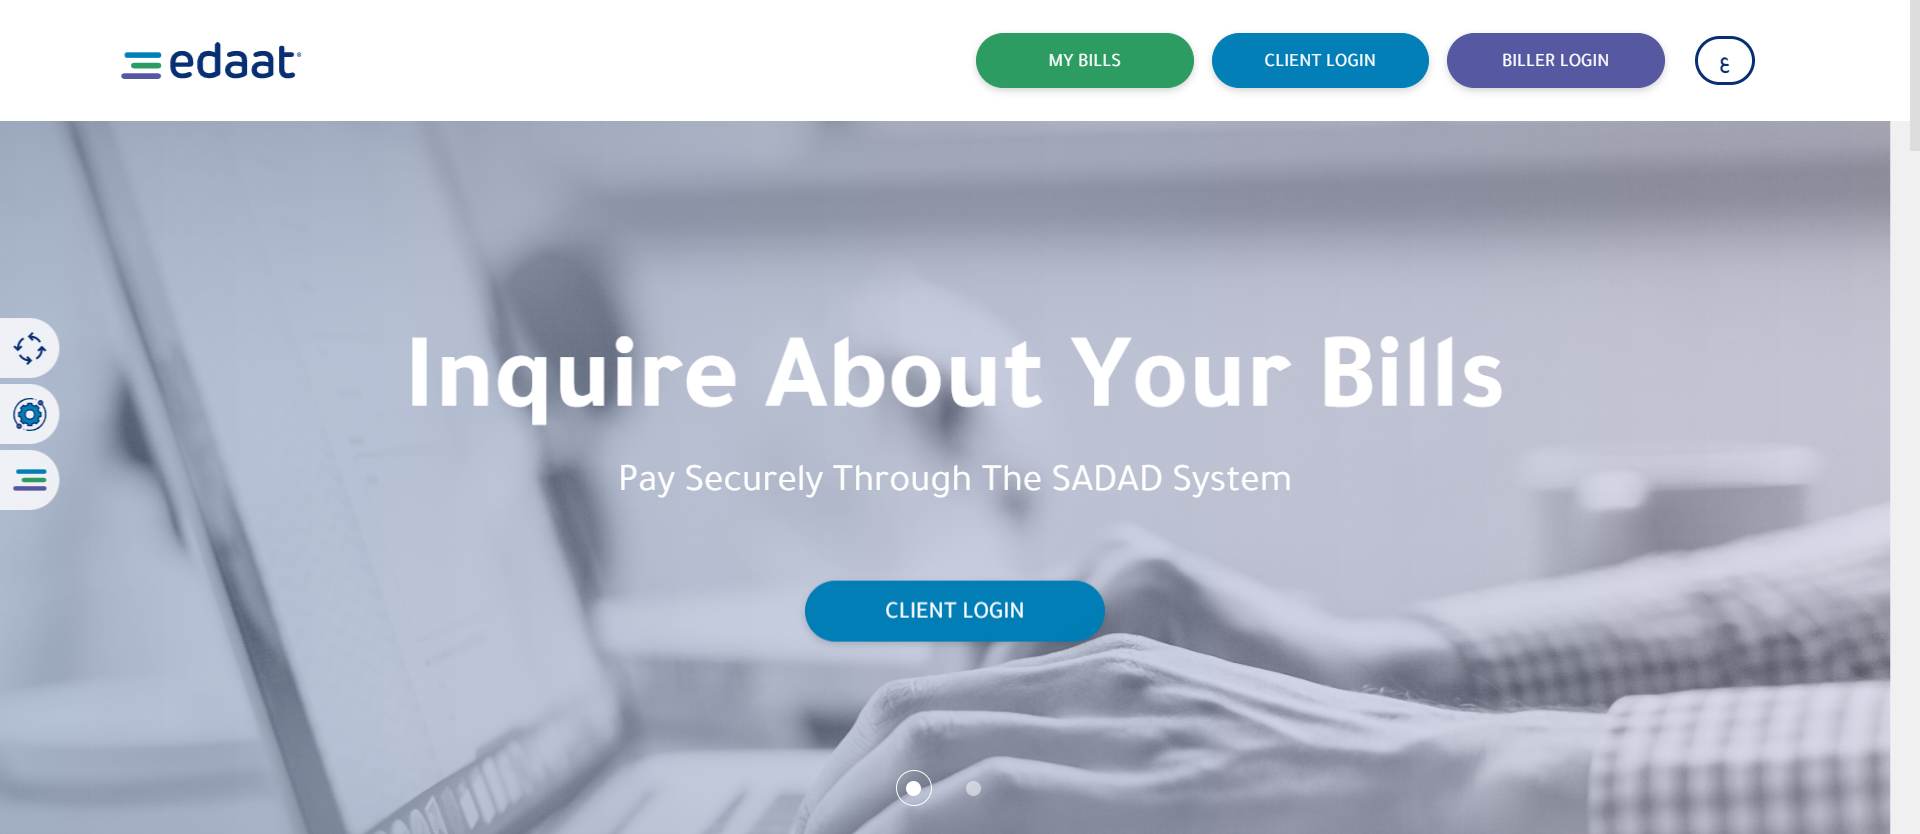 edaat®
MY BILLS
CLIENT LOGIN
BILLER LOGIN
ع
Inquire About Your Bills
Pay Securely Through The SADAD System
CLIENT LOGIN